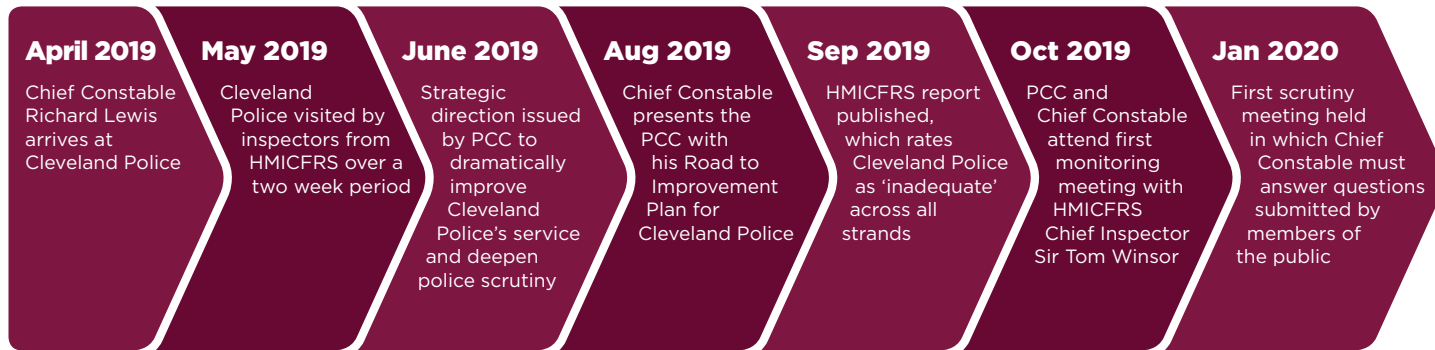 April 2019
Chief Constable
Richard Lewis
arrives at
Cleveland Police
May 2019
Cleveland
Police visited by
inspectors from
HMICFRS over a
two week period
June 2019
Strategic
direction issued
by PCC to
dramatically
improve
Cleveland
Police’s service
and deepen
police scrutiny
Aug 2019
Chief Constable
presents the
PCC with
his Road to
Improvement
Plan for
Cleveland Police
Sep 2019
HMICFRS report
published,
which rates
Cleveland Police
as ‘inadequate’
across all
strands
Oct 2019
PCC and
Chief Constable
attend first
monitoring
meeting with
HMICFRS
Chief Inspector
Sir Tom Winsor
Jan 2020
First scrutiny
meeting held
in which Chief
Constable must
answer questions
submitted by
members of
the public